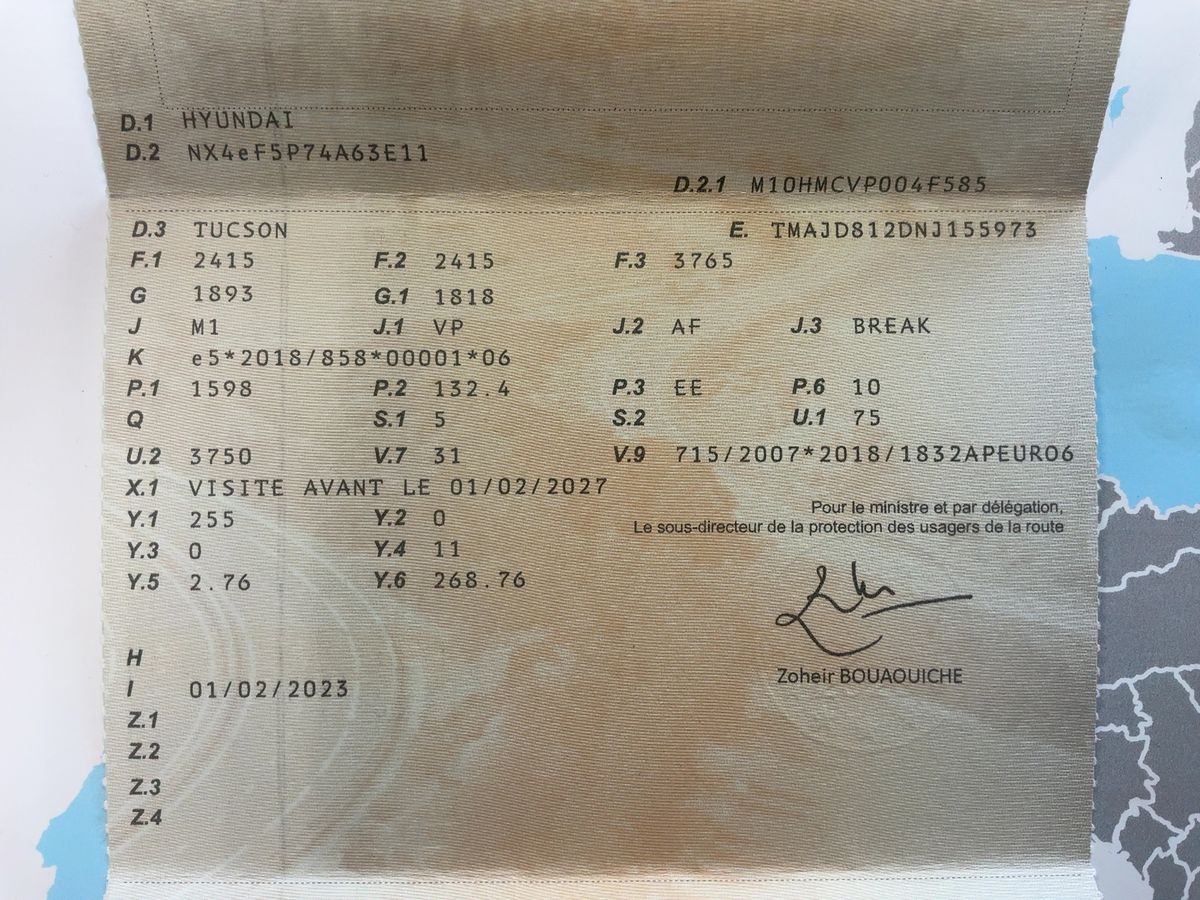 D.1 HYUNDAI
D.2 NX4eF5P74A63E11
D.2.1 M10HMCVP004F585
D.3 TUCSON E. TMAJD812DNJ155973
F.1 2415 F.2 2415 F.3 3765
G 1893 G.1 1818
J M1 J.1 VP J.2 AF J.3 BREAK
K e5*2018/858*00001*06
P.1 1598 P.2 132.4 P.3 EE P.6 10
Q S.1 5 S.2 U.1 75
U.2 3750 V.7 31 V.9 715/2007*2018/1832APEURO6
X.1 VISITE AVANT LE 01/02/2027
Pour le ministre et par délégation,
Y.1 255 Y.2 0 Le sous-directeur de la protection des usagers de la route
Y.3 0 Y.4 11
Y.5 2.76 Y.6 268.76
H
Zoheir BOUAOUICHE
I 01/02/2023
Z.1
Z.2
Z.3
Z.4